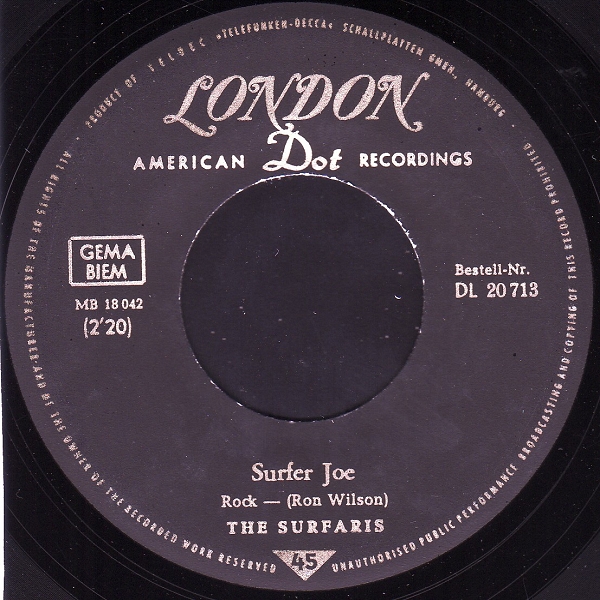 PRODUCT OF TELDEC »TELEFUNKEN-DECCA« SCHALLPLATTEN GMBH., HAMBURG
LONDON
AMERICAN Dot RECORDINGS
GEMA
BIEM
MB 18 042
(2'20)
Bestell-Nr.
DL 20 713
Surfer Joe
Rock — (Ron Wilson)
THE SURFARIS
45
ALL RIGHTS OF THE MANUFACTURER AND OF THE OWNER OF THE RECORDED WORK RESERVED
UNAUTHORISED PUBLIC PERFORMANCE BROADCASTING AND COPYING OF THIS RECORD PROHIBITED